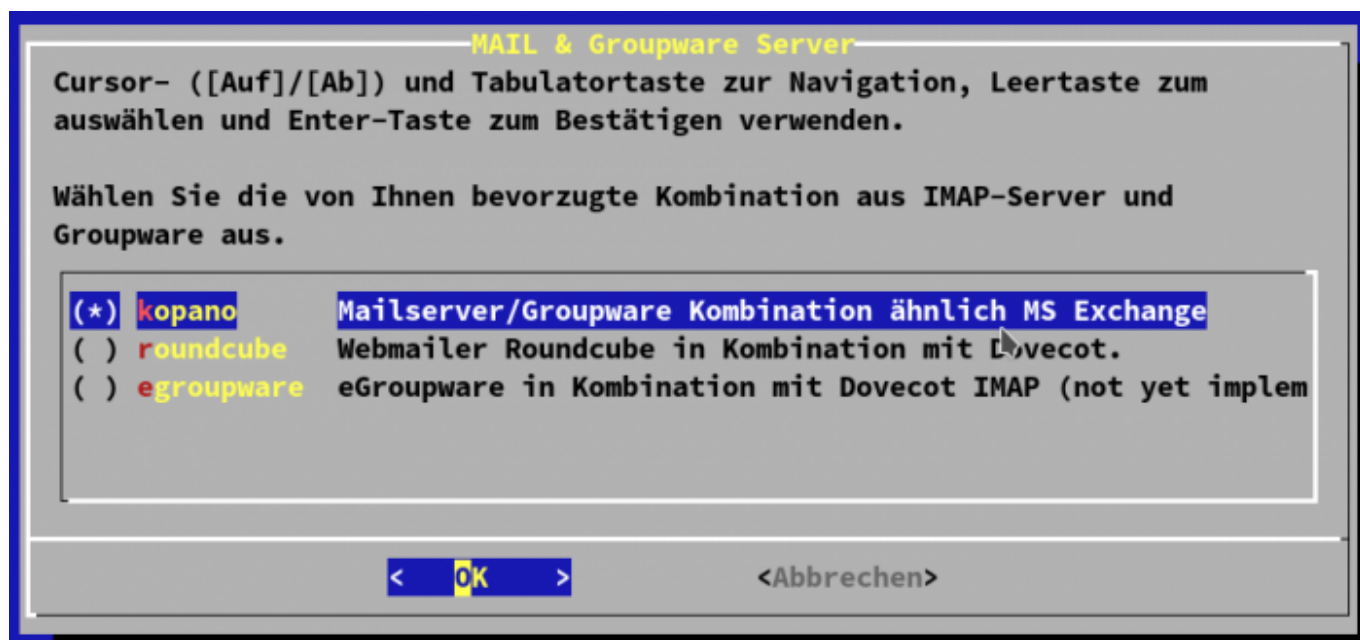 MAIL & Groupware Server
Cursor- ([Auf]/[Ab]) und Tabulatortaste zur Navigation, Leertaste zum
auswählen und Enter-Taste zum Bestätigen verwenden.
Wählen Sie die von Ihnen bevorzugte Kombination aus IMAP-Server und
Groupware aus.
(*) kopano Mailserver/Groupware Kombination ähnlich MS Exchange
( ) roundcube Webmailer Roundcube in Kombination mit Dovecot.
( ) egroupware eGroupware in Kombination mit Dovecot IMAP (not yet implem
< OK > <Abbrechen>